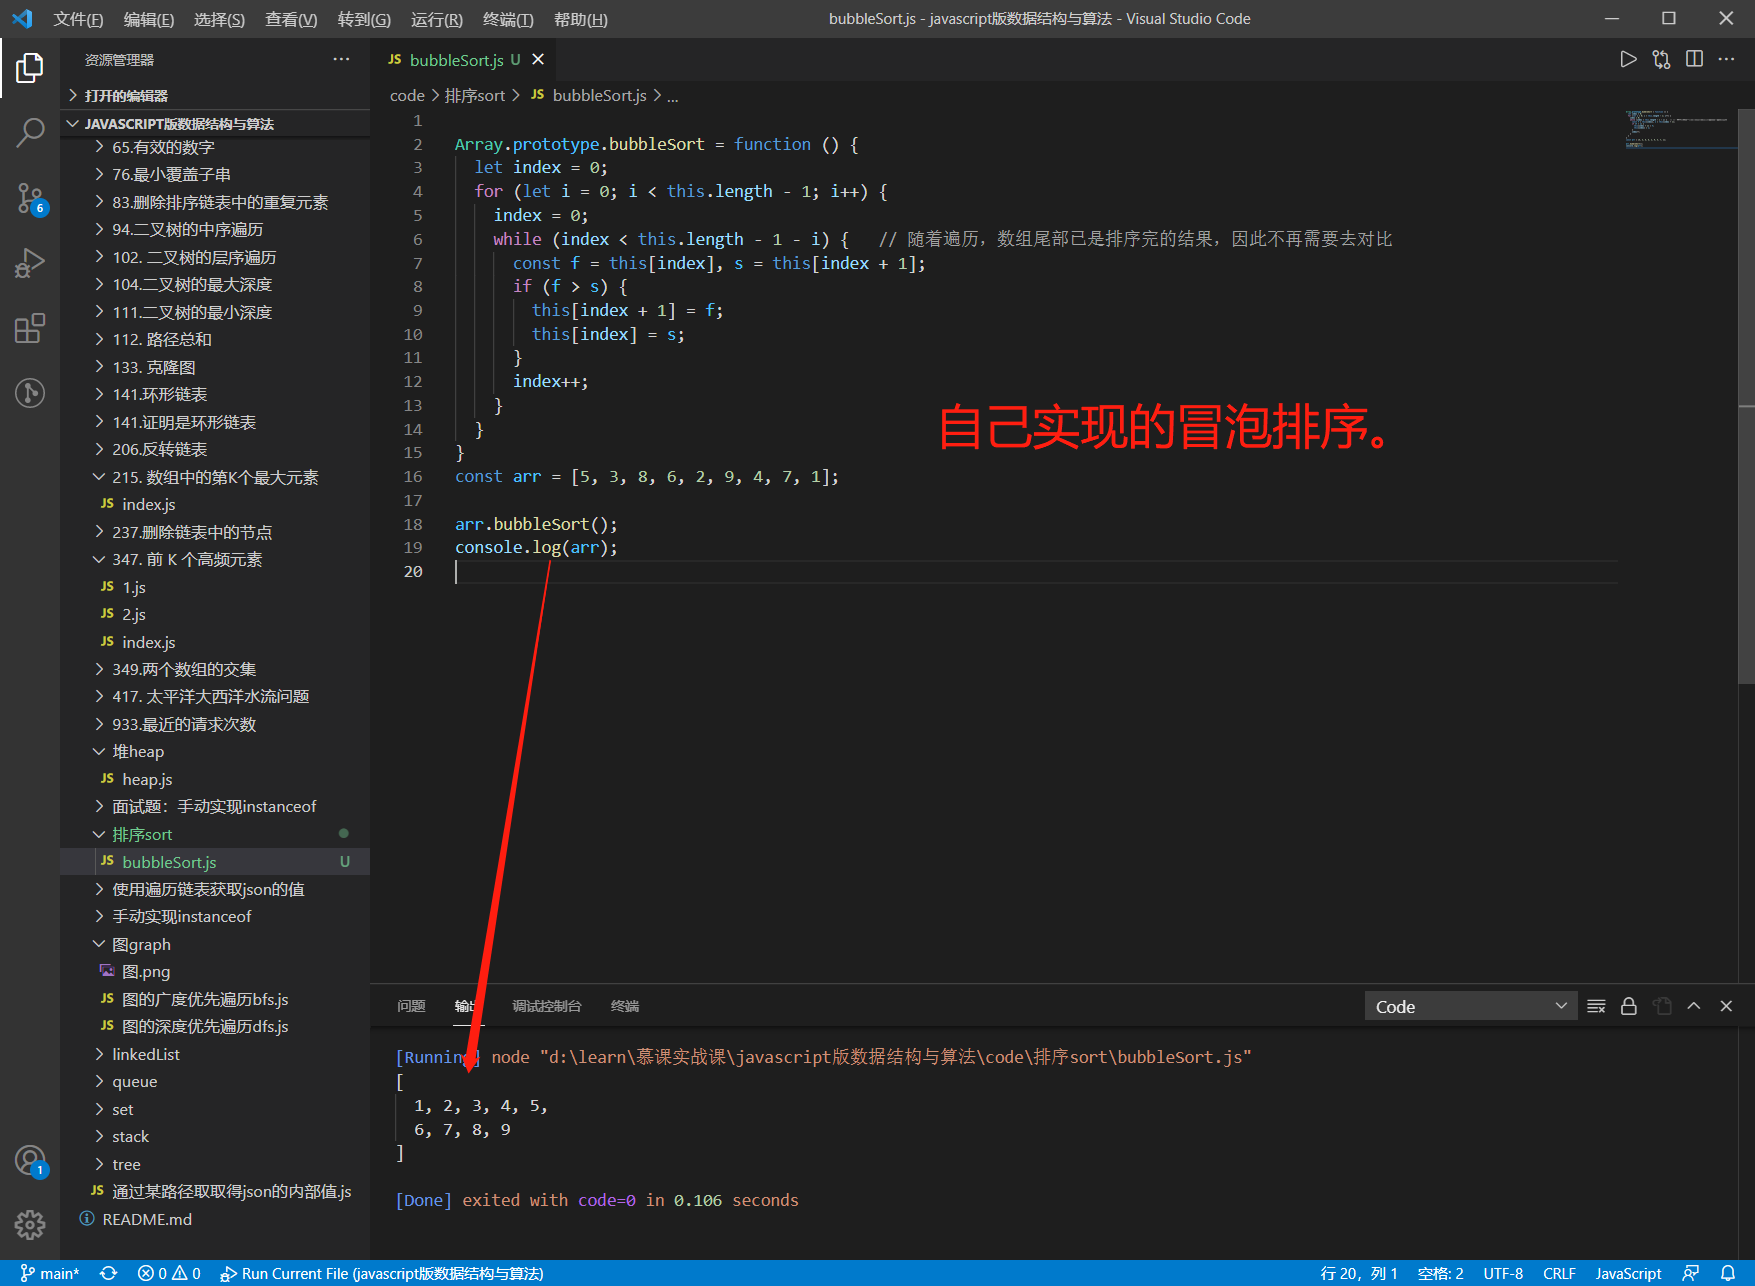 文件(F) 编辑(E) 选择(S) 查看(V) 转到(G) 运行(R) 终端(T) 帮助(H) bubbleSort.js - javascript版数据结构与算法 - Visual Studio Code
资源管理器
打开的编辑器
JAVASCRIPT版数据结构与算法
65.有效的数字
76.最小覆盖子串
83.删除排序链表中的重复元素
94.二叉树的中序遍历
102. 二叉树的层序遍历
104.二叉树的最大深度
111.二叉树的最小深度
112. 路径总和
133. 克隆图
141.环形链表
141.证明是环形链表
206.反转链表
215. 数组中的第K个最大元素
JS index.js
237.删除链表中的节点
347. 前 K 个高频元素
JS 1.js
JS 2.js
JS index.js
349.两个数组的交集
417. 太平洋大西洋水流问题
933.最近的请求次数
堆heap
JS heap.js
面试题：手动实现instanceof
排序sort
JS bubbleSort.js U
使用遍历链表获取json的值
手动实现instanceof
图graph
图.png
JS 图的广度优先遍历bfs.js
JS 图的深度优先遍历dfs.js
linkedList
queue
set
stack
tree
JS 通过某路径取取得json的内部值.js
README.md
6
1
JS bubbleSort.js U
code > 排序sort > JS bubbleSort.js > ...
1
2 Array.prototype.bubbleSort = function () {
3 let index = 0;
4 for (let i = 0; i < this.length - 1; i++) {
5 index = 0;
6 while (index < this.length - 1 - i) { // 随着遍历，数组尾部已是排序完的结果，因此不再需要去对比
7 const f = this[index], s = this[index + 1];
8 if (f > s) {
9 this[index + 1] = f;
10 this[index] = s;
11 }
12 index++;
13 }
14 }
15 }
16 const arr = [5, 3, 8, 6, 2, 9, 4, 7, 1];
17
18 arr.bubbleSort();
19 console.log(arr);
20
自己实现的冒泡排序。
问题 输出 调试控制台 终端 Code
[Running] node "d:\learn\慕课实战课\javascript版数据结构与算法\code\排序sort\bubbleSort.js"
[
1, 2, 3, 4, 5,
6, 7, 8, 9
]
[Done] exited with code=0 in 0.106 seconds
main* 0 0 Run Current File (javascript版数据结构与算法) 行 20，列 1 空格: 2 UTF-8 CRLF JavaScript